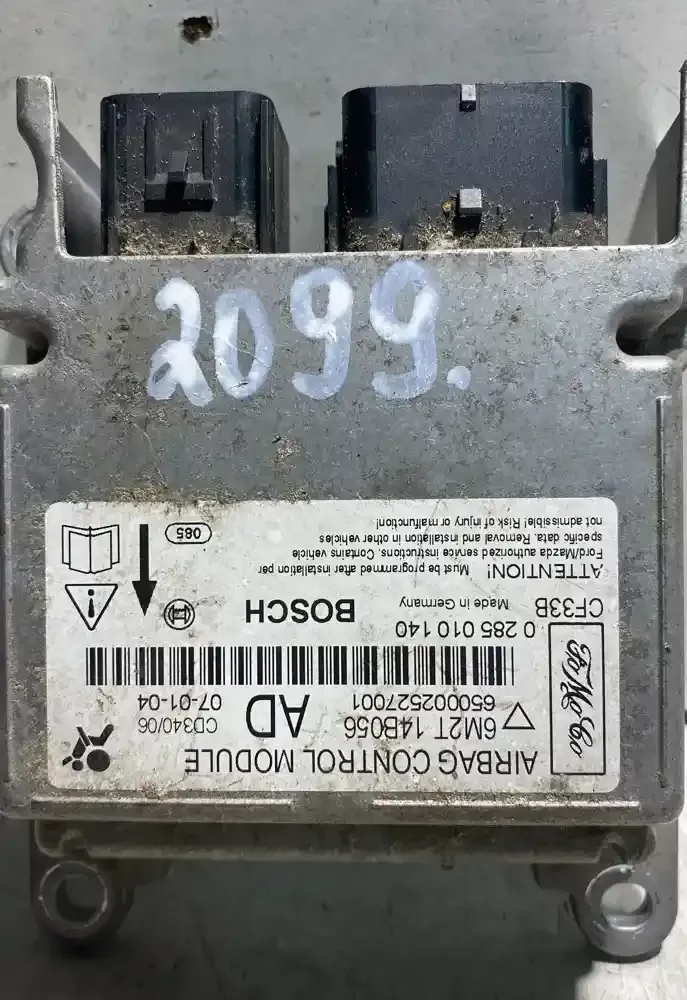 2099.
AIRBAG CONTROL MODULE
6M2T 14B056 AD CD340/06
650002527001 07-01-04
FoMoCo
0 285 010 140
CF33B Made in Germany BOSCH
ATTENTION! Must be programmed after installation per
Ford/Mazda authorized service instructions. Contains vehicle
specific data. Removal and installation in other vehicles
not admissible! Risk of injury or malfunction!
085